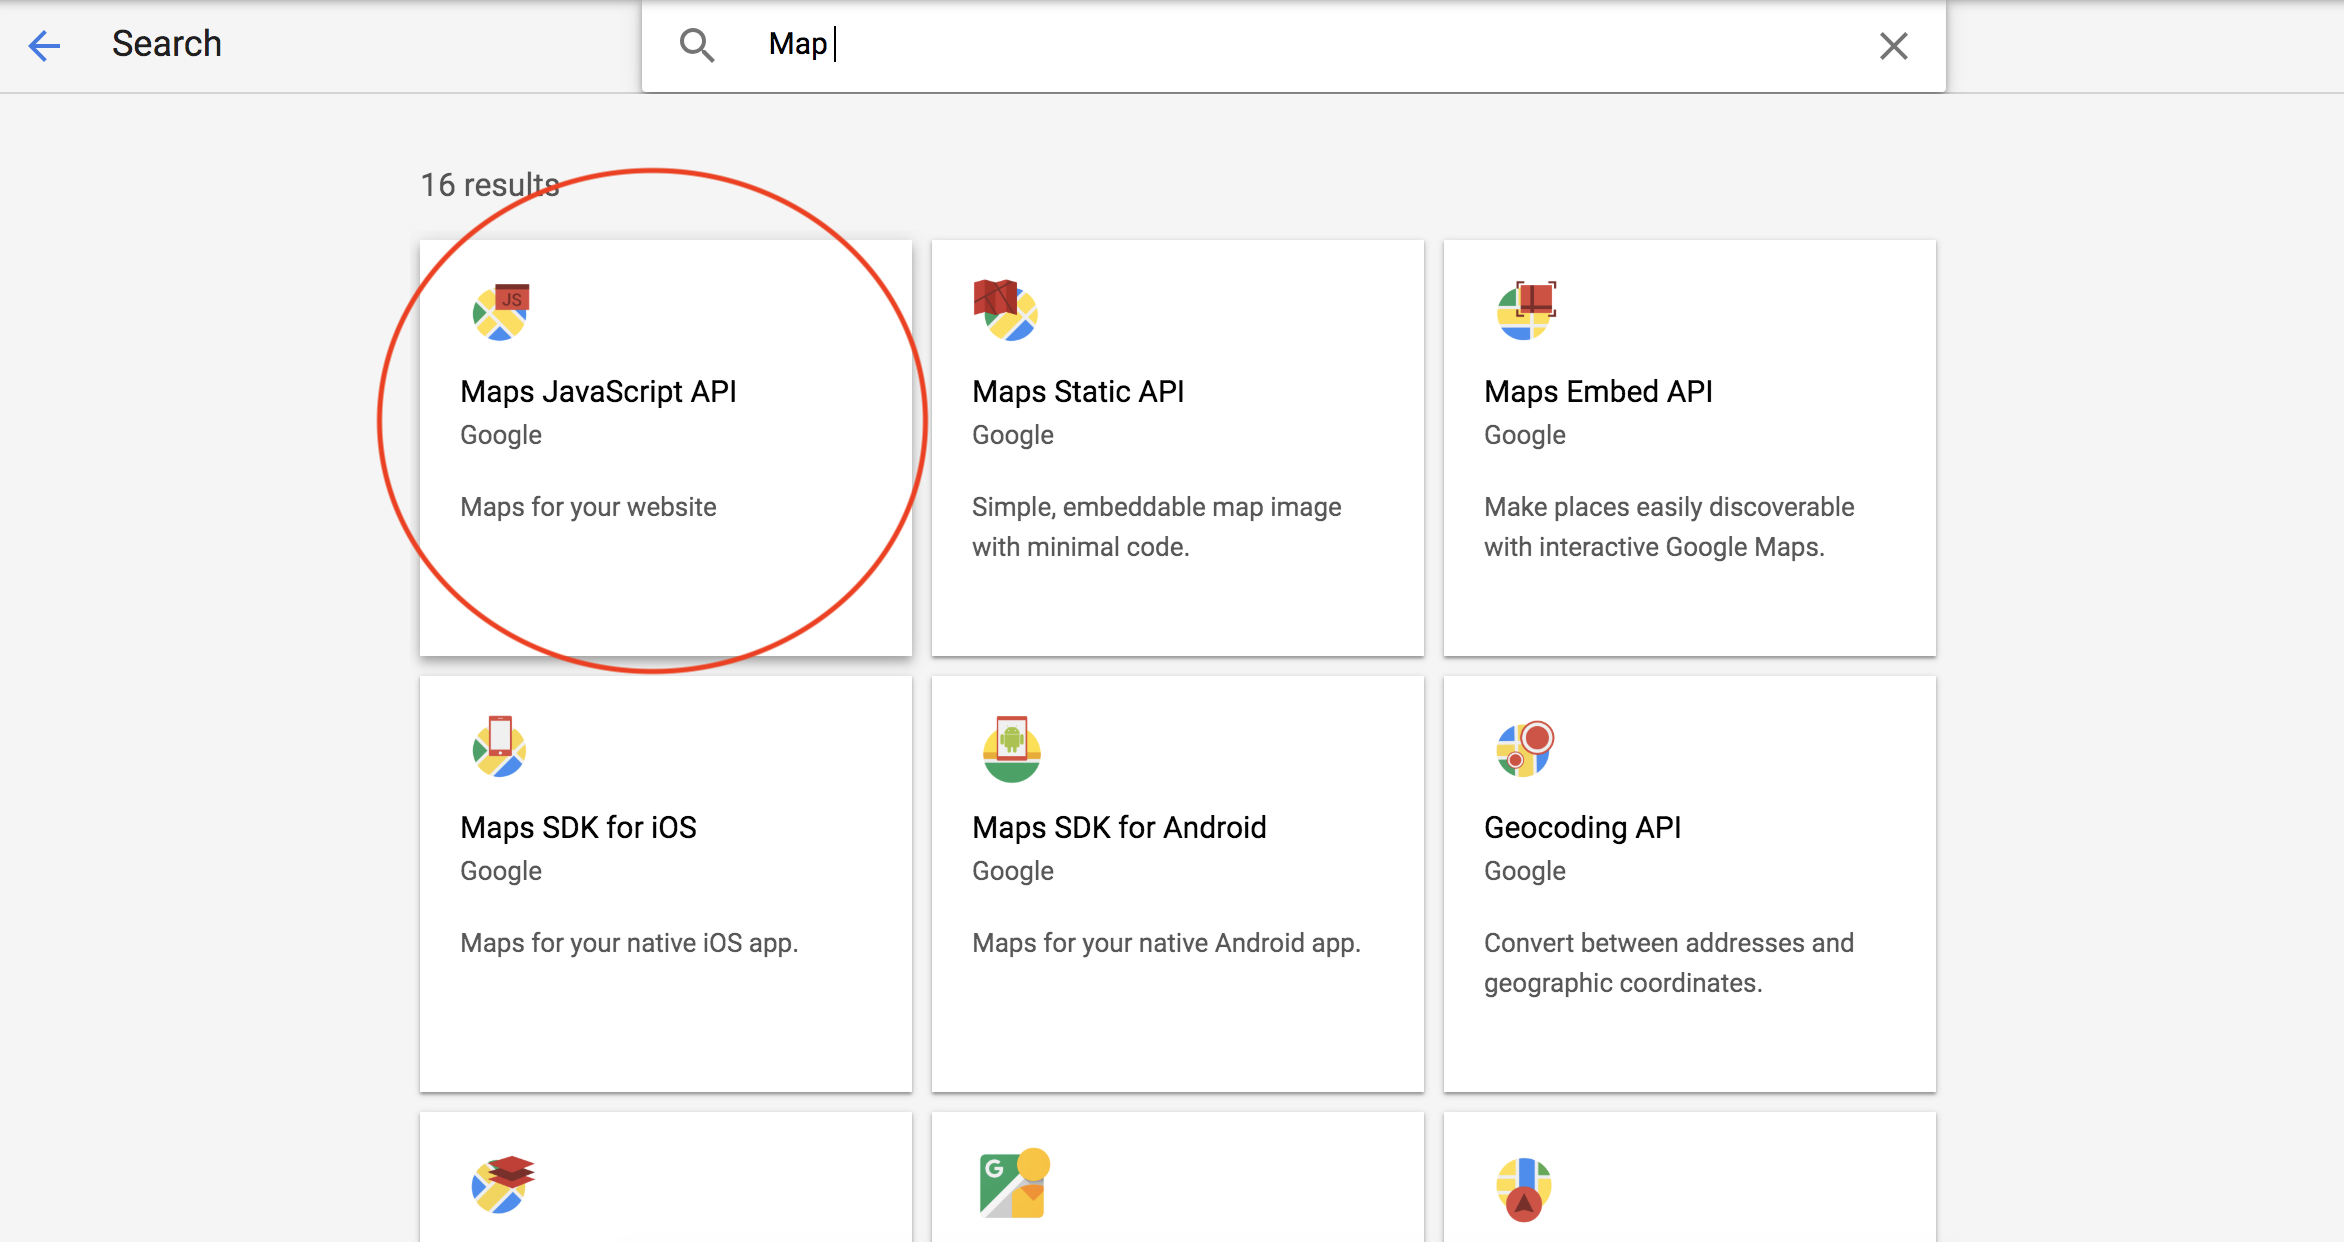 Search
Map
16 results
JS
Maps JavaScript API
Google
Maps for your website
Maps Static API
Google
Simple, embeddable map image
with minimal code.
Maps Embed API
Google
Make places easily discoverable
with interactive Google Maps.
Maps SDK for iOS
Google
Maps for your native iOS app.
Maps SDK for Android
Google
Maps for your native Android app.
Geocoding API
Google
Convert between addresses and
geographic coordinates.
G